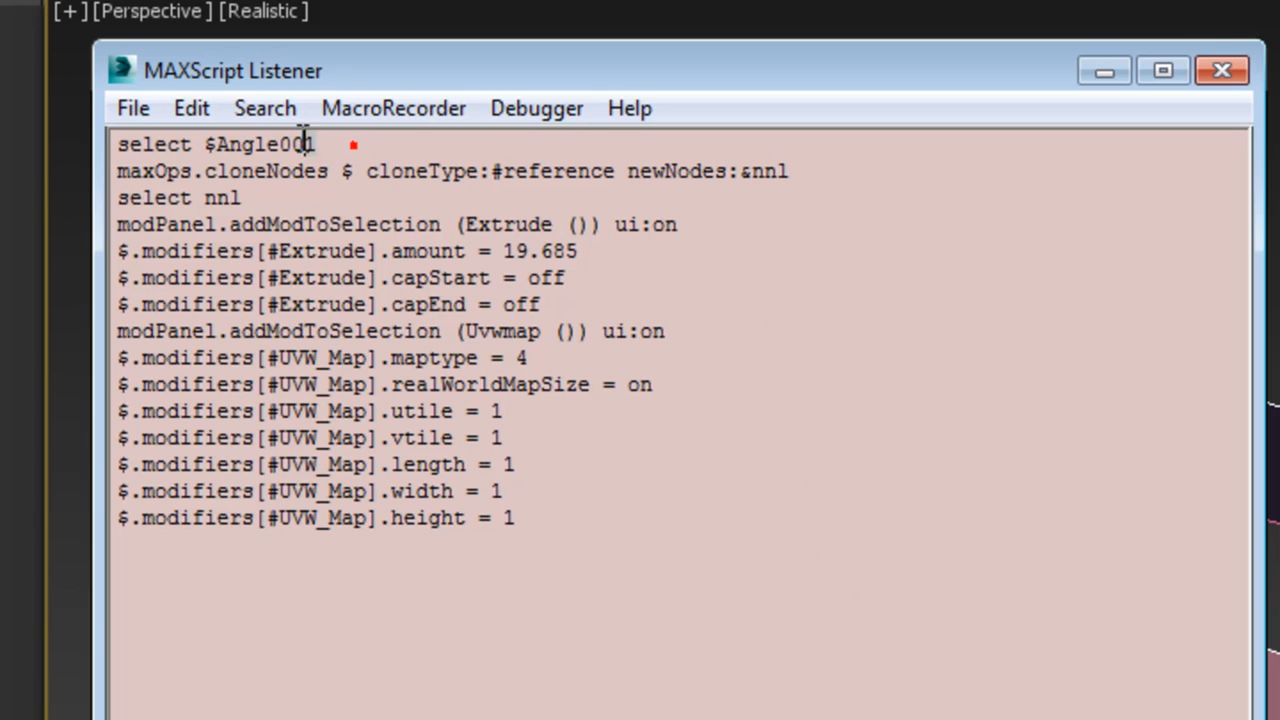 [+][Perspective][Realistic]
MAXScript Listener
File Edit Search MacroRecorder Debugger Help
select $Angle001
maxOps.cloneNodes $ cloneType:#reference newNodes:&nnl
select nnl
modPanel.addModToSelection (Extrude ()) ui:on
$.modifiers[#Extrude].amount = 19.685
$.modifiers[#Extrude].capStart = off
$.modifiers[#Extrude].capEnd = off
modPanel.addModToSelection (Uvwmap ()) ui:on
$.modifiers[#UVW_Map].maptype = 4
$.modifiers[#UVW_Map].realWorldMapSize = on
$.modifiers[#UVW_Map].utile = 1
$.modifiers[#UVW_Map].vtile = 1
$.modifiers[#UVW_Map].length = 1
$.modifiers[#UVW_Map].width = 1
$.modifiers[#UVW_Map].height = 1